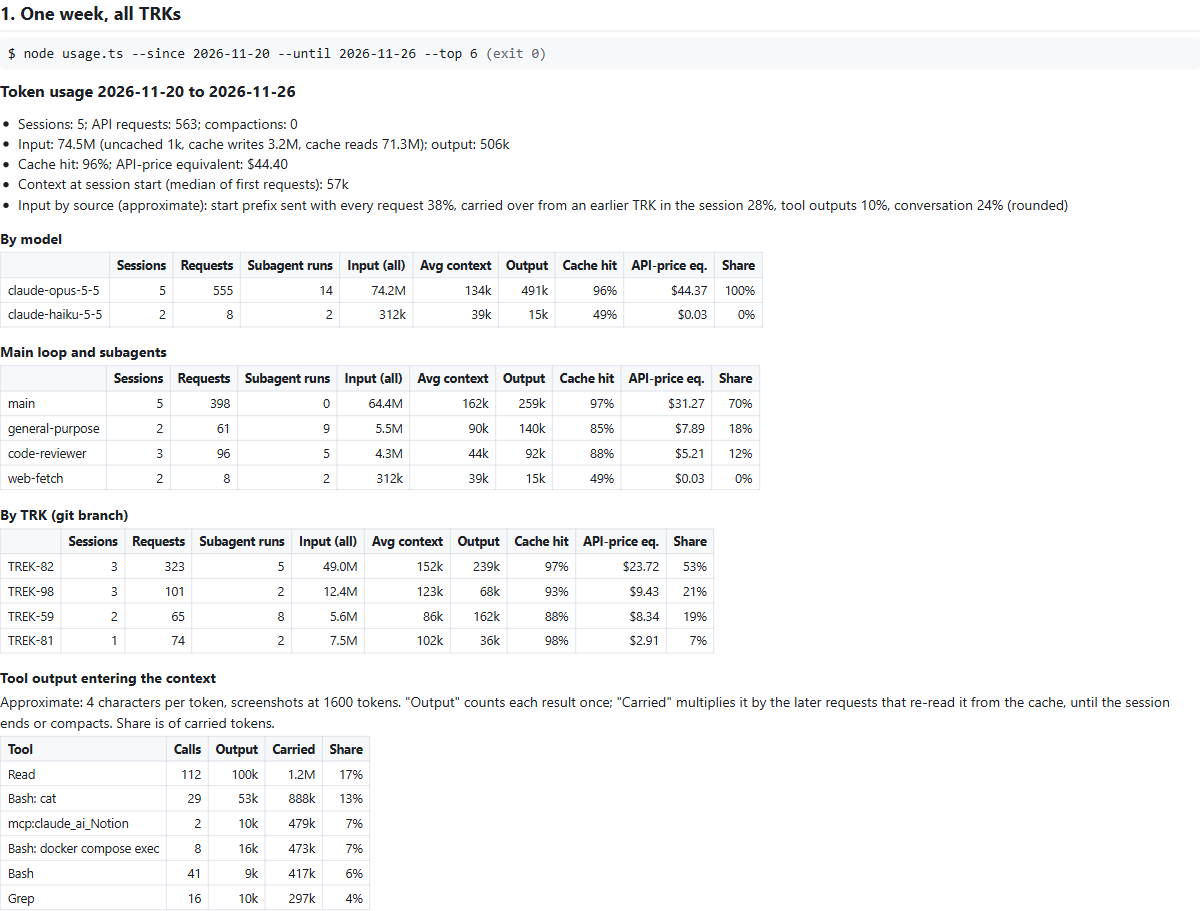 1. One week, all TRKs
$ node usage.ts --since 2026-11-20 --until 2026-11-26 --top 6 (exit 0)
Token usage 2026-11-20 to 2026-11-26
• Sessions: 5; API requests: 563; compactions: 0
• Input: 74.5M (uncached 1k, cache writes 3.2M, cache reads 71.3M); output: 506k
• Cache hit: 96%; API-price equivalent: $44.40
• Context at session start (median of first requests): 57k
• Input by source (approximate): start prefix sent with every request 38%, carried over from an earlier TRK in the session 28%, tool outputs 10%, conversation 24% (rounded)
By model
Sessions Requests Subagent runs Input (all) Avg context Output Cache hit API-price eq. Share
claude-opus-5-5 5 555 14 74.2M 134k 491k 96% $44.37 100%
claude-haiku-5-5 2 8 2 312k 39k 15k 49% $0.03 0%
Main loop and subagents
Sessions Requests Subagent runs Input (all) Avg context Output Cache hit API-price eq. Share
main 5 398 0 64.4M 162k 259k 97% $31.27 70%
general-purpose 2 61 9 5.5M 90k 140k 85% $7.89 18%
code-reviewer 3 96 5 4.3M 44k 92k 88% $5.21 12%
web-fetch 2 8 2 312k 39k 15k 49% $0.03 0%
By TRK (git branch)
Sessions Requests Subagent runs Input (all) Avg context Output Cache hit API-price eq. Share
TREK-82 3 323 5 49.0M 152k 239k 97% $23.72 53%
TREK-98 3 101 2 12.4M 123k 68k 93% $9.43 21%
TREK-59 2 65 8 5.6M 86k 162k 88% $8.34 19%
TREK-81 1 74 2 7.5M 102k 36k 98% $2.91 7%
Tool output entering the context
Approximate: 4 characters per token, screenshots at 1600 tokens. "Output" counts each result once; "Carried" multiplies it by the later requests that re-read it from the cache, until the session
ends or compacts. Share is of carried tokens.
Tool Calls Output Carried Share
Read 112 100k 1.2M 17%
Bash: cat 29 53k 888k 13%
mcp:claude_ai_Notion 2 10k 479k 7%
Bash: docker compose exec 8 16k 473k 7%
Bash 41 9k 417k 6%
Grep 16 10k 297k 4%